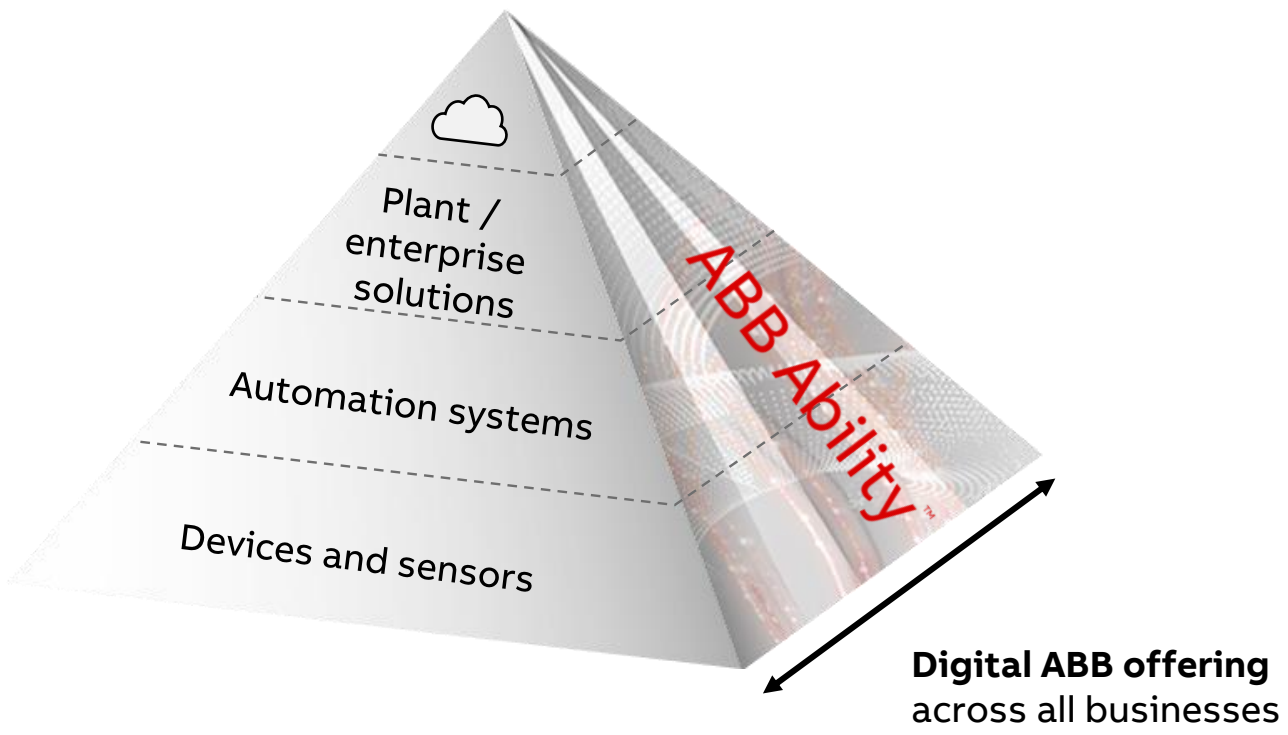 Plant /
enterprise
solutions
Automation systems
Devices and sensors
ABB Ability™
Digital ABB offering
across all businesses